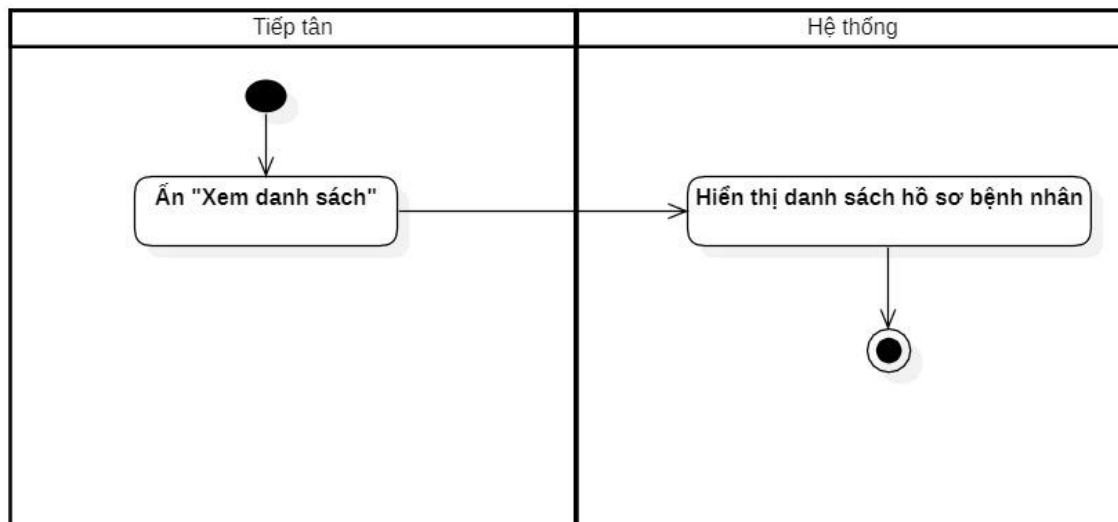 Tiếp tân
Hệ thống
Ấn "Xem danh sách"
Hiển thị danh sách hồ sơ bệnh nhân